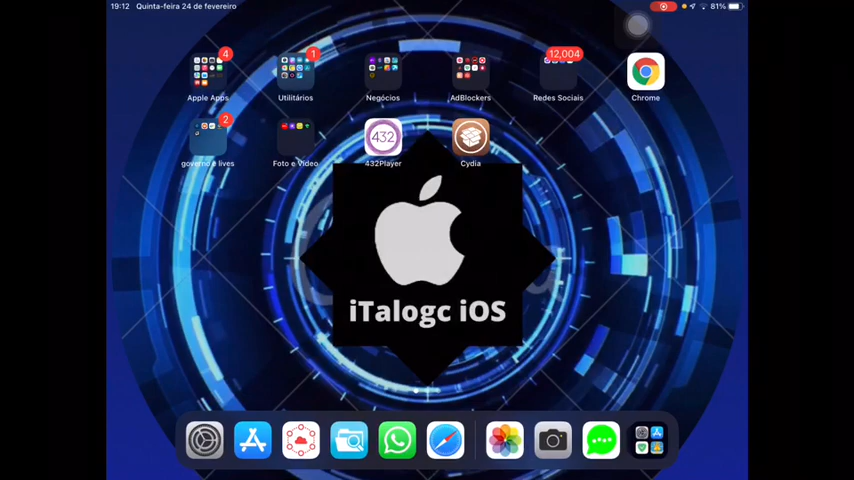 19:12 Quinta-feira 24 de fevereiro
81%
4
1
12,004
Apple Apps
Utilitários
Negócios
AdBlockers
Redes Sociais
Chrome
2
432
governo e lives
Foto e Vídeo
432Player
Cydia
iTalogc iOS